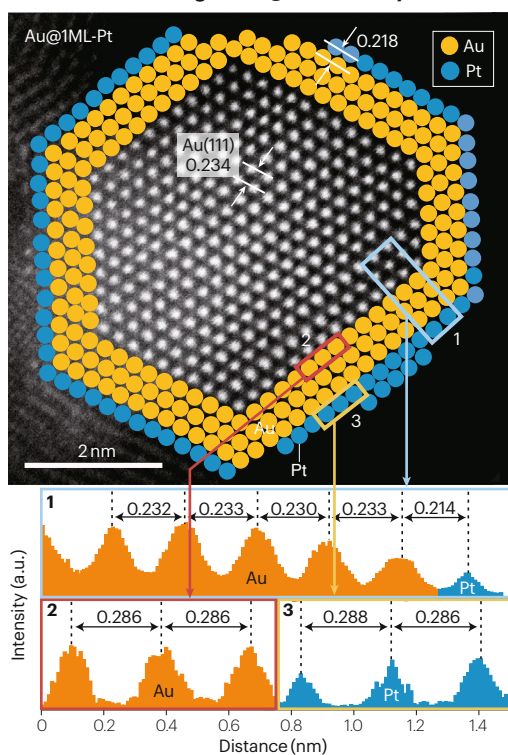 Au@1ML-Pt
0.218
Au
Pt
Au(111)
0.234
2
1
3
Au
Pt
2 nm
1
0.232
0.233
0.230
0.233
0.214
Au
Pt
Intensity (a.u.)
2
0.286
0.286
Au
3
0.288
0.286
Pt
0
0.2
0.4
0.6
0.8
1.0
1.2
1.4
Distance (nm)